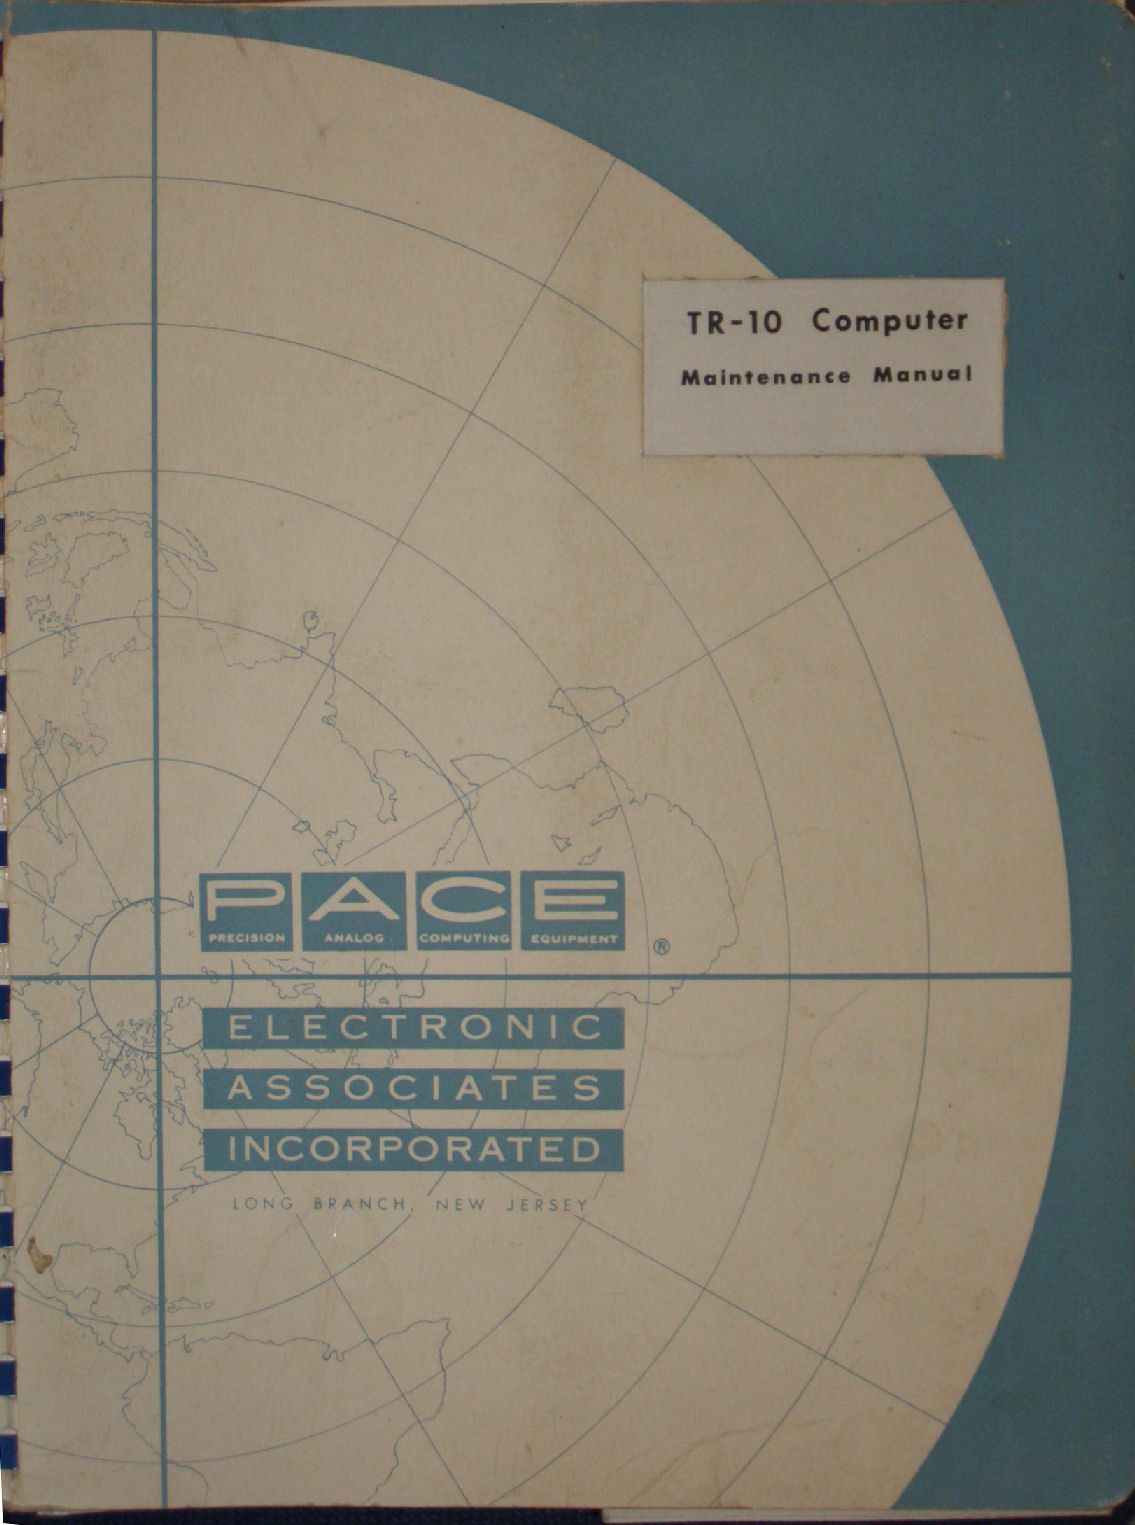 TR-10 Computer
Maintenance Manual
PACE
PRECISION ANALOG COMPUTING EQUIPMENT
®
ELECTRONIC
ASSOCIATES
INCORPORATED
LONG BRANCH, NEW JERSEY